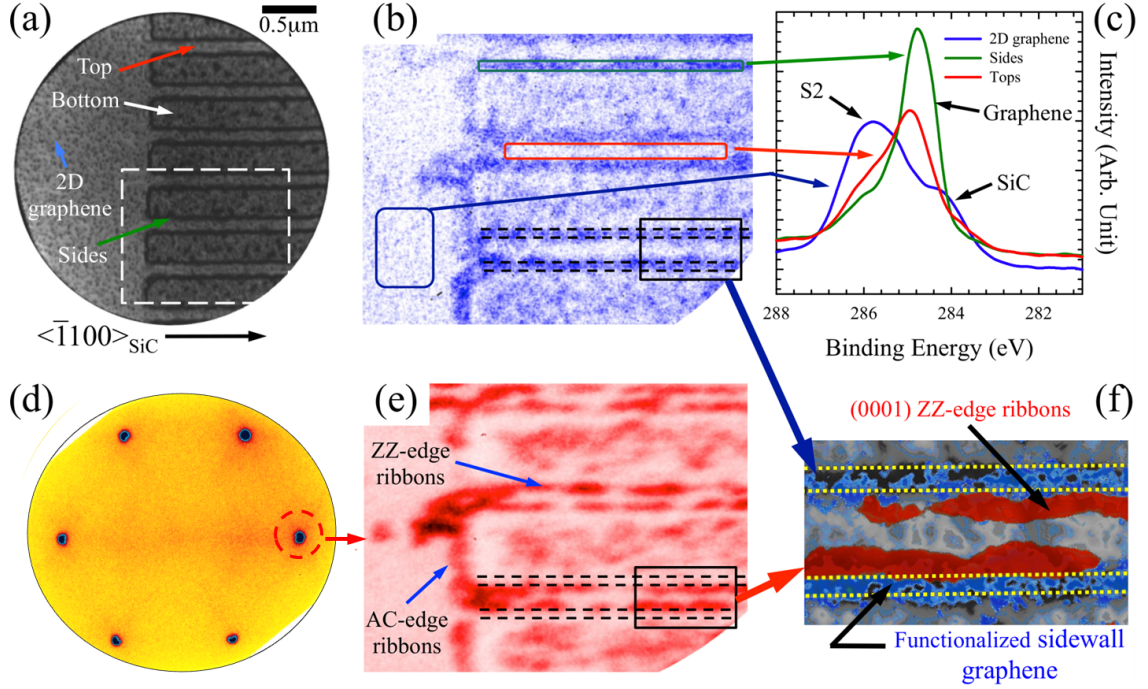 (a)
0.5μm
Top
Bottom
2D
graphene
Sides
<1̅100>SiC
(b)
(c)
2D graphene
Sides
Tops
S2
Graphene
SiC
Intensity (Arb. Unit)
288
286
284
282
Binding Energy (eV)
(d)
(e)
ZZ-edge
ribbons
AC-edge
ribbons
(0001) ZZ-edge ribbons
(f)
Functionalized sidewall
graphene